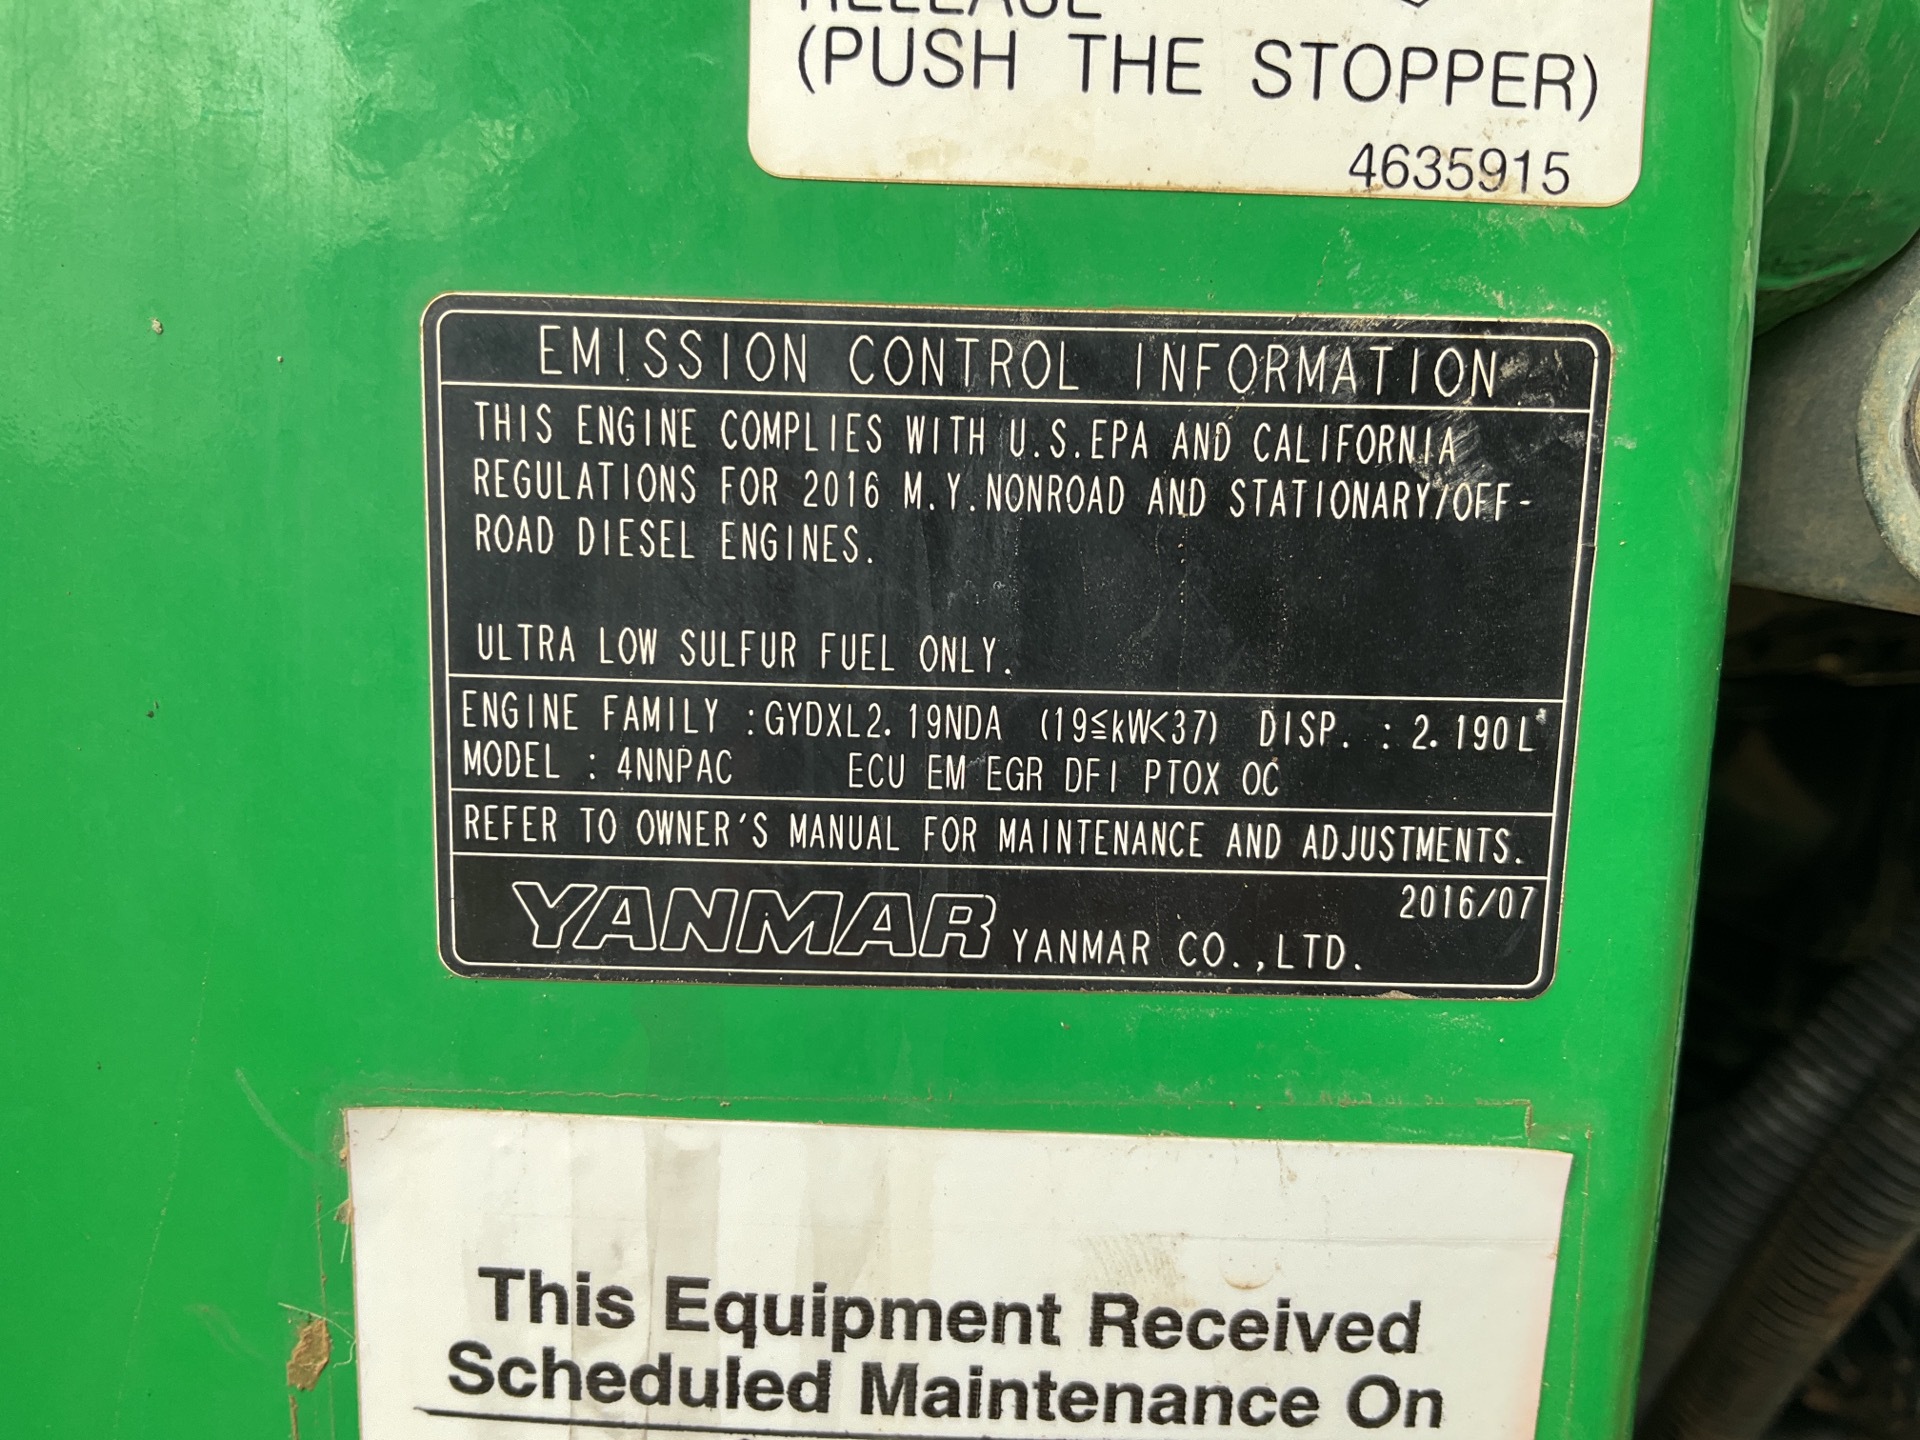 RELEASE
(PUSH THE STOPPER)
4635915
EMISSION CONTROL INFORMATION
THIS ENGINE COMPLIES WITH U.S.EPA AND CALIFORNIA
REGULATIONS FOR 2016 M.Y.NONROAD AND STATIONARY/OFF-
ROAD DIESEL ENGINES.
ULTRA LOW SULFUR FUEL ONLY.
ENGINE FAMILY :GYDXL2.19NDA (19≦kW<37) DISP. : 2.190L
MODEL : 4NNPAC ECU EM EGR DFI PTOX OC
REFER TO OWNER'S MANUAL FOR MAINTENANCE AND ADJUSTMENTS.
2016/07
YANMAR YANMAR CO.,LTD.
This Equipment Received
Scheduled Maintenance On